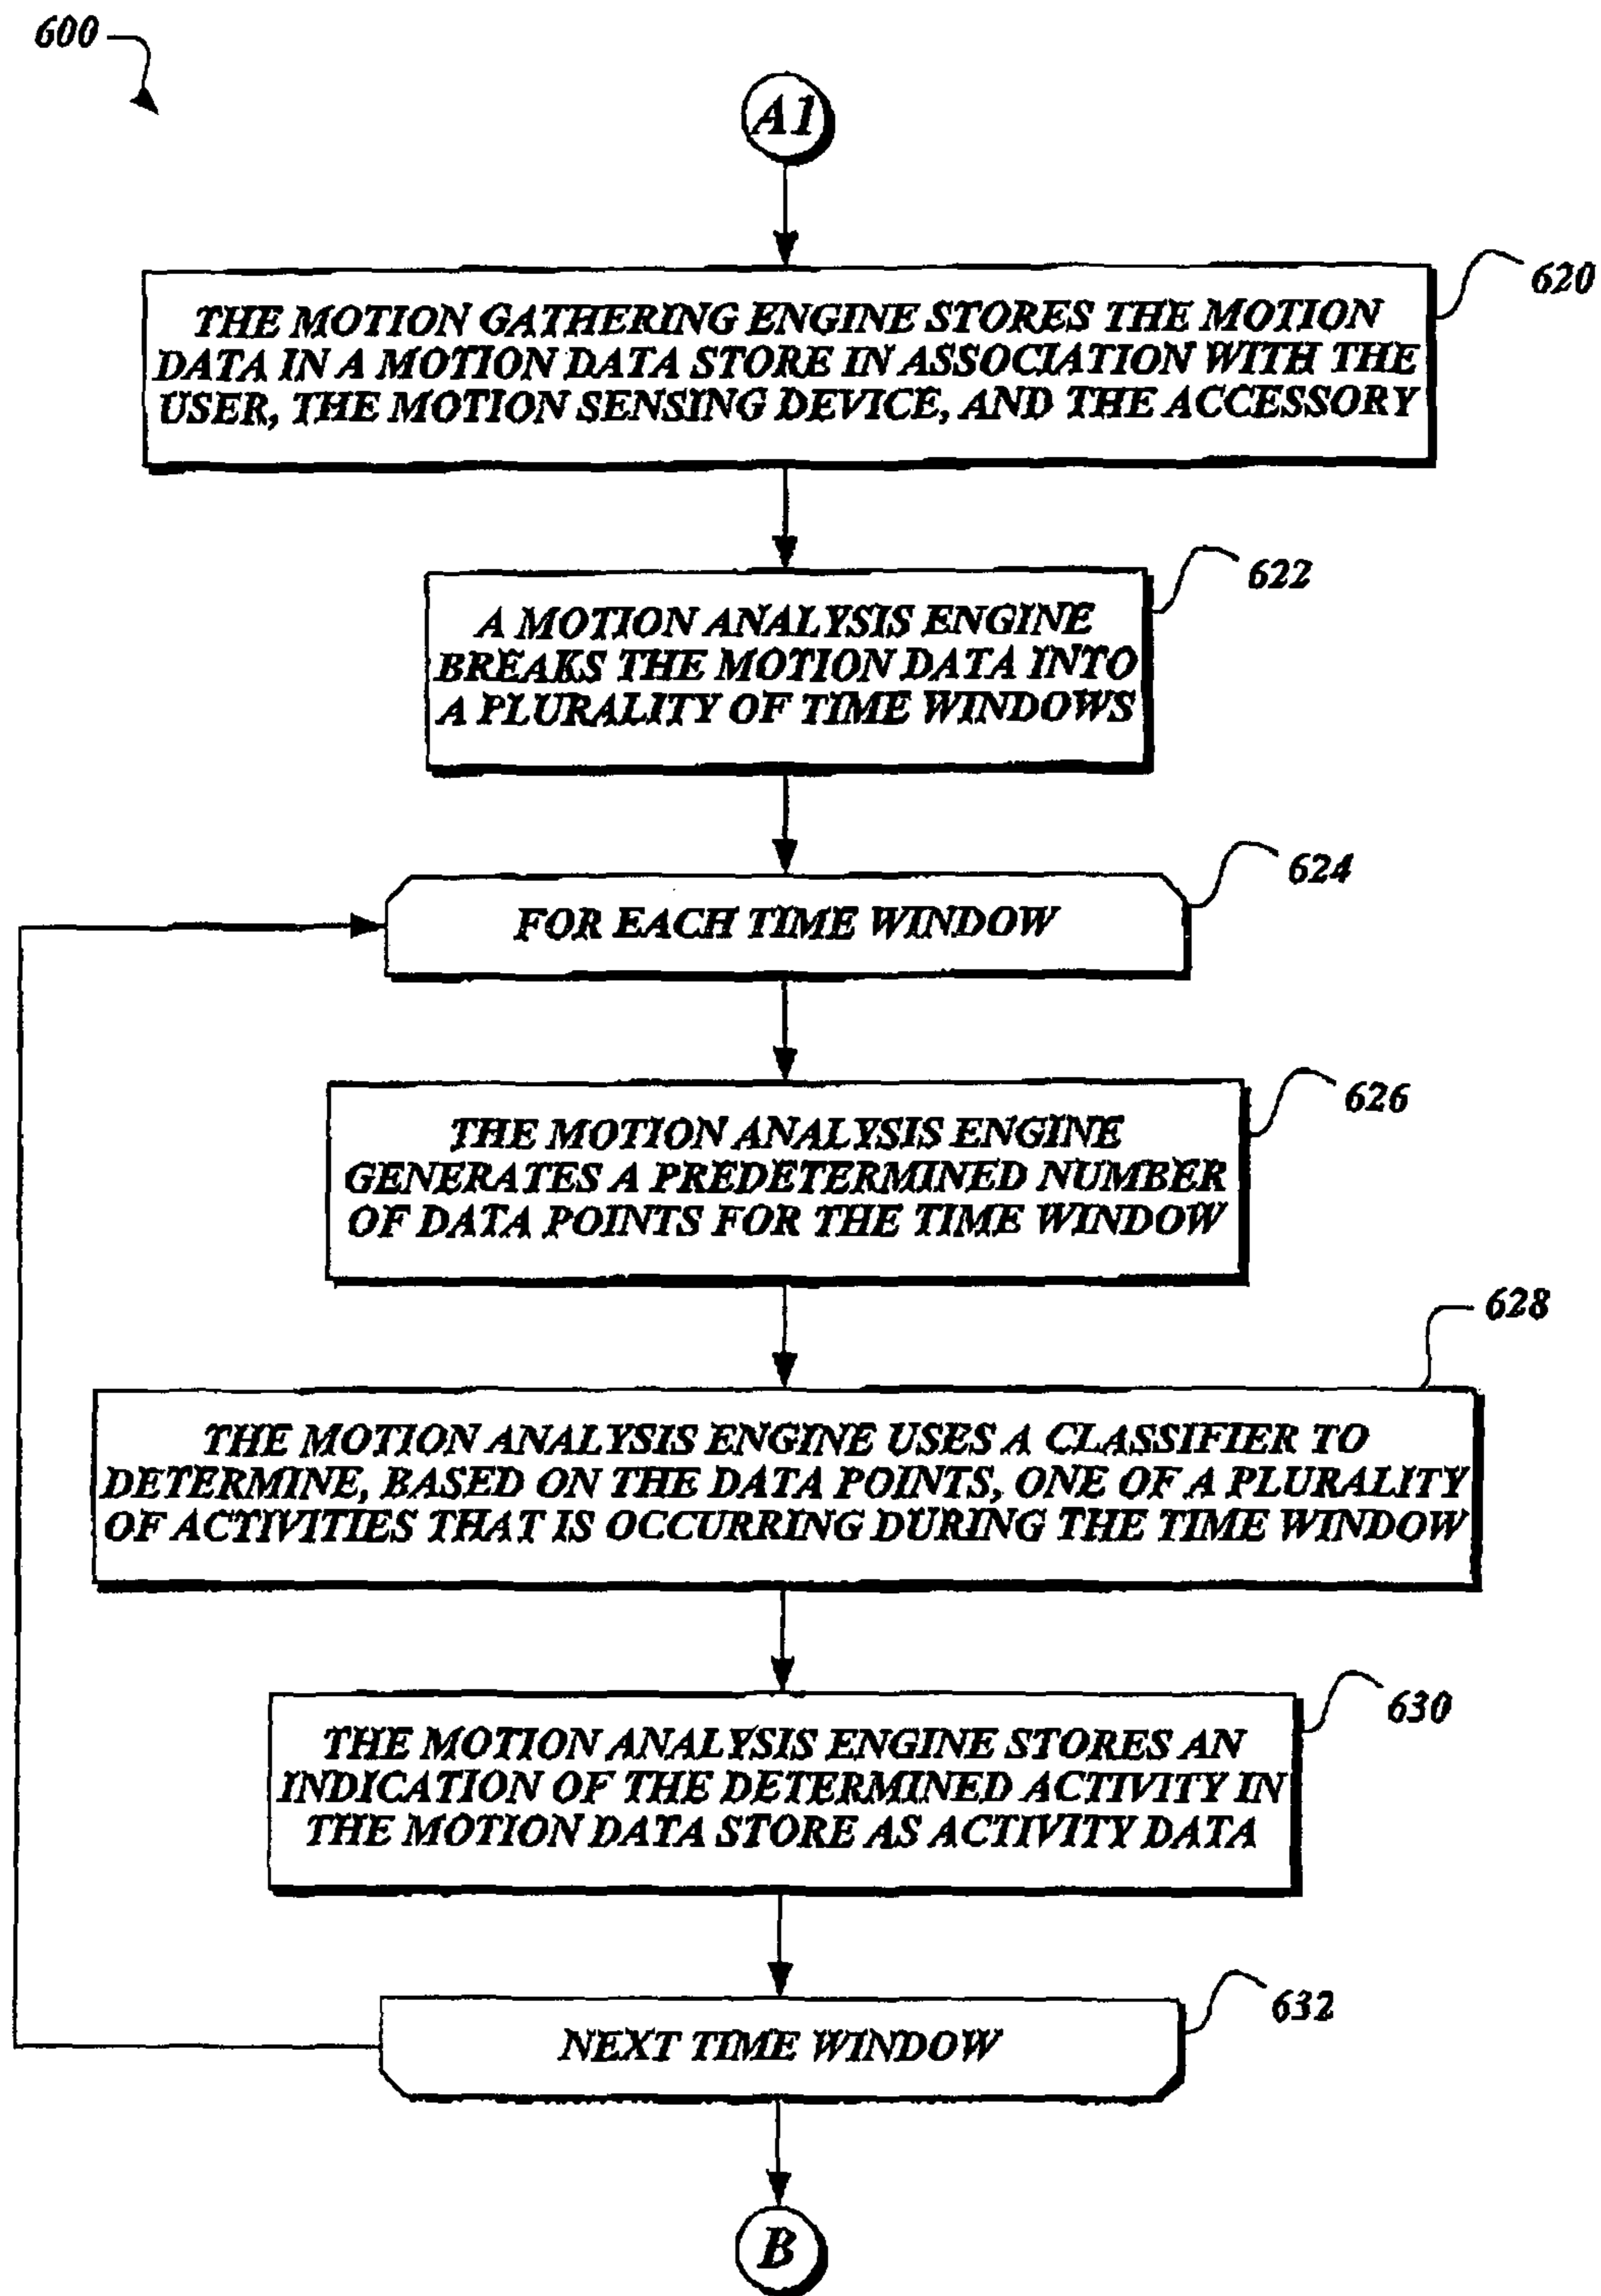 600
A1
620
THE MOTION GATHERING ENGINE STORES THE MOTION
DATA IN A MOTION DATA STORE IN ASSOCIATION WITH THE
USER, THE MOTION SENSING DEVICE, AND THE ACCESSORY
622
A MOTION ANALYSIS ENGINE
BREAKS THE MOTION DATA INTO
A PLURALITY OF TIME WINDOWS
624
FOR EACH TIME WINDOW
626
THE MOTION ANALYSIS ENGINE
GENERATES A PREDETERMINED NUMBER
OF DATA POINTS FOR THE TIME WINDOW
628
THE MOTION ANALYSIS ENGINE USES A CLASSIFIER TO
DETERMINE, BASED ON THE DATA POINTS, ONE OF A PLURALITY
OF ACTIVITIES THAT IS OCCURRING DURING THE TIME WINDOW
630
THE MOTION ANALYSIS ENGINE STORES AN
INDICATION OF THE DETERMINED ACTIVITY IN
THE MOTION DATA STORE AS ACTIVITY DATA
632
NEXT TIME WINDOW
B